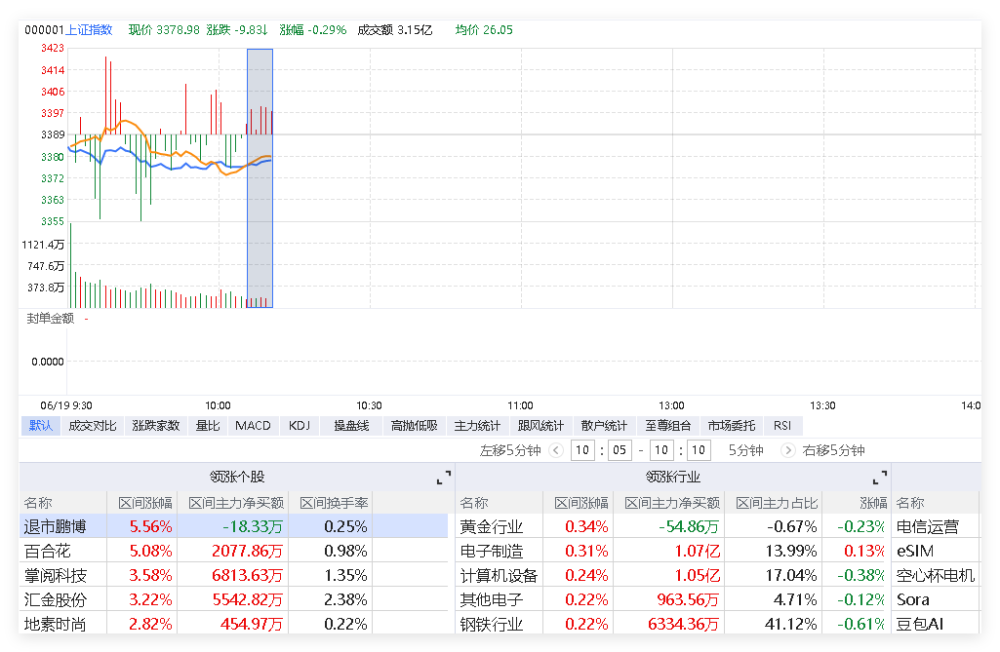 000001上证指数 现价 3378.98 涨跌 -9.83↓ 涨幅 -0.29% 成交额 3.15亿 均价 26.05
3423
3414
3406
3397
3389
3380
3372
3363
3355
1121.4万
747.6万
373.8万
封单金额 -
0.0000
06/19 9:30 10:00 10:30 11:00 13:00 13:30 14:0
默认 成交对比 涨跌家数 量比 MACD KDJ 操盘线 高抛低吸 主力统计 跟风统计 散户统计 至尊组合 市场委托 RSI
左移5分钟 10 : 05 - 10 : 10 5分钟 右移5分钟
领涨个股 领涨行业
名称 区间涨幅 区间主力净买额 区间换手率 名称 区间涨幅 区间主力净买额 区间主力占比 涨幅 名称
退市鹏博 5.56% -18.33万 0.25% 黄金行业 0.34% -54.86万 -0.67% -0.23% 电信运营
百合花 5.08% 2077.86万 0.98% 电子制造 0.31% 1.07亿 13.99% 0.13% eSIM
掌阅科技 3.58% 6813.63万 1.35% 计算机设备 0.24% 1.05亿 17.04% -0.38% 空心杯电机
汇金股份 3.22% 5542.82万 2.38% 其他电子 0.22% 963.56万 4.71% -0.12% Sora
地素时尚 2.82% 454.97万 0.22% 钢铁行业 0.22% 6334.36万 41.12% -0.61% 豆包AI